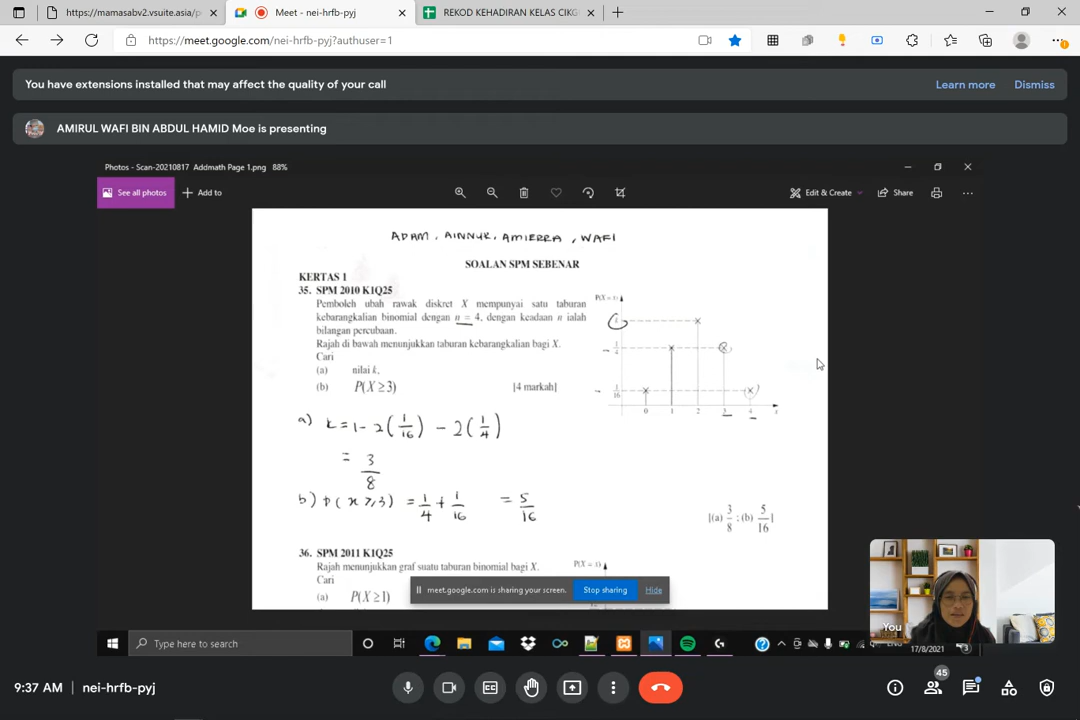 https://mamasabv2.vsuite.asia/p
Meet - nei-hrfb-pyj
REKOD KEHADIRAN KELAS CIKG
https://meet.google.com/nei-hrfb-pyj?authuser=1
You have extensions installed that may affect the quality of your call
Learn more
Dismiss
AMIRUL WAFI BIN ABDUL HAMID Moe is presenting
Photos - Scan-20210817 Addmath Page 1.png 88%
See all photos
Add to
Edit & Create
Share
ADAM, AINNUR, AMIERRA, WAFI
SOALAN SPM SEBENAR
KERTAS 1
35. SPM 2010 K1Q25
Pemboleh ubah rawak diskret X mempunyai satu taburan
kebarangkalian binomial dengan n = 4, dengan keadaan n ialah
bilangan percubaan.
Rajah di bawah menunjukkan taburan kebarangkalian bagi X.
Cari
(a) nilai k,
(b) P(X ≥ 3) [4 markah]
P(X = x)
1/16
0 1 2 3 4 x
a) k = 1 - 2(1/16) - 2(1/4)
= 3/8
b) P(x ≥ 3) = 1/4 + 1/16 = 5/16
[(a) 3/8 ; (b) 5/16]
36. SPM 2011 K1Q25
Rajah menunjukkan graf suatu taburan binomial bagi X.
P(X = x)
Cari
(a) P(X ≥ 1)
meet.google.com is sharing your screen.
Stop sharing
Hide
You
Type here to search
17/8/2021
3
9:37 AM | nei-hrfb-pyj
45